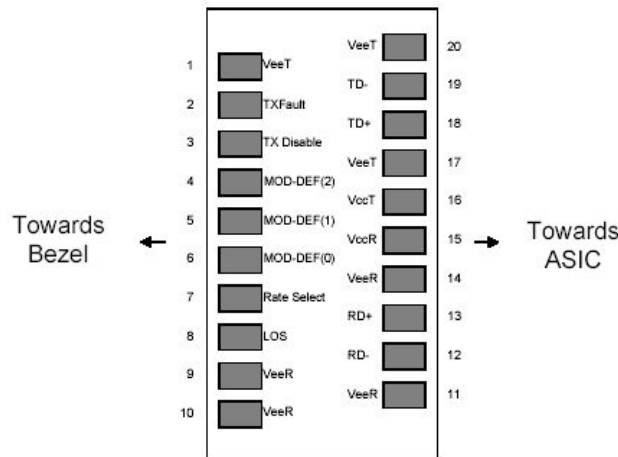 VeeT 20
1 VeeT
TD- 19
2 TXFault
TD+ 18
3 TX Disable
VeeT 17
4 MOD-DEF(2)
VccT 16
5 MOD-DEF(1)
Towards
Bezel
VccR 15
Towards
ASIC
6 MOD-DEF(0)
VeeR 14
7 Rate Select
RD+ 13
8 LOS
RD- 12
9 VeeR
VeeR 11
10 VeeR